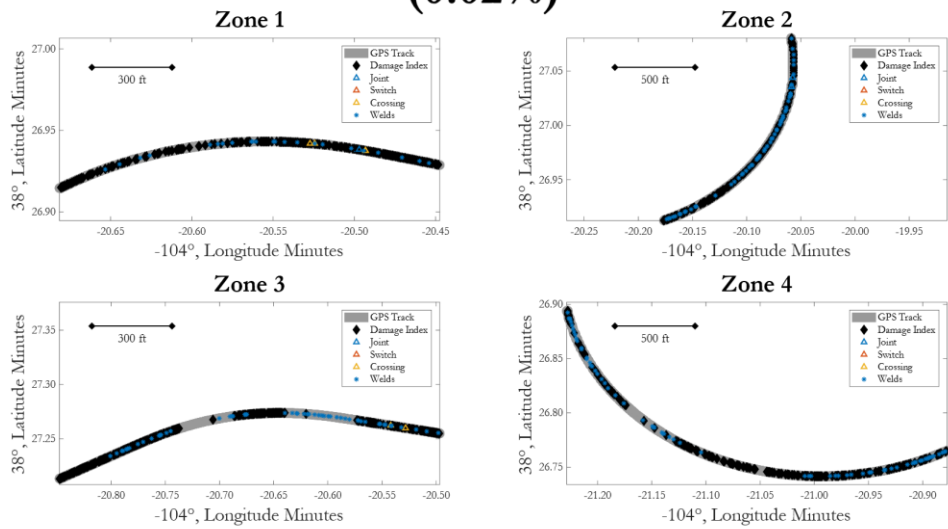 Zone 1
27.00
26.95
26.90
38°, Latitude Minutes
300 ft
GPS Track
Damage Index
Joint
Switch
Crossing
Welds
-20.65
-20.60
-20.55
-20.50
-20.45
-104°, Longitude Minutes
Zone 2
27.05
27.00
26.95
38°, Latitude Minutes
500 ft
GPS Track
Damage Index
Joint
Switch
Crossing
Welds
-20.25
-20.20
-20.15
-20.10
-20.05
-20.00
-19.95
-104°, Longitude Minutes
Zone 3
27.35
27.30
27.25
38°, Latitude Minutes
300 ft
GPS Track
Damage Index
Joint
Switch
Crossing
Welds
-20.80
-20.75
-20.70
-20.65
-20.60
-20.55
-20.50
-104°, Longitude Minutes
Zone 4
26.90
26.85
26.80
26.75
38°, Latitude Minutes
500 ft
GPS Track
Damage Index
Joint
Switch
Crossing
Welds
-21.20
-21.15
-21.10
-21.05
-21.00
-20.95
-20.90
-104°, Longitude Minutes